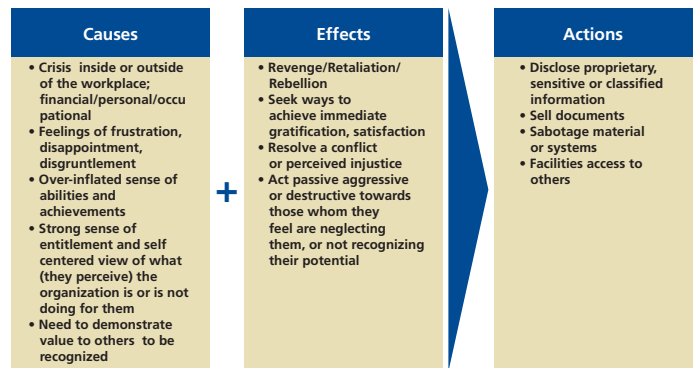 Causes
• Crisis inside or outside
of the workplace;
financial/personal/occu
pational
• Feelings of frustration,
disappointment,
disgruntlement
• Over-inflated sense of
abilities and
achievements
• Strong sense of
entitlement and self
centered view of what
(they perceive) the
organization is or is not
doing for them
• Need to demonstrate
value to others to be
recognized
+
Effects
• Revenge/Retaliation/
Rebellion
• Seek ways to
achieve immediate
gratification, satisfaction
• Resolve a conflict
or perceived injustice
• Act passive aggressive
or destructive towards
those whom they
feel are neglecting
them, or not recognizing
their potential
Actions
• Disclose proprietary,
sensitive or classified
information
• Sell documents
• Sabotage material
or systems
• Facilities access to
others